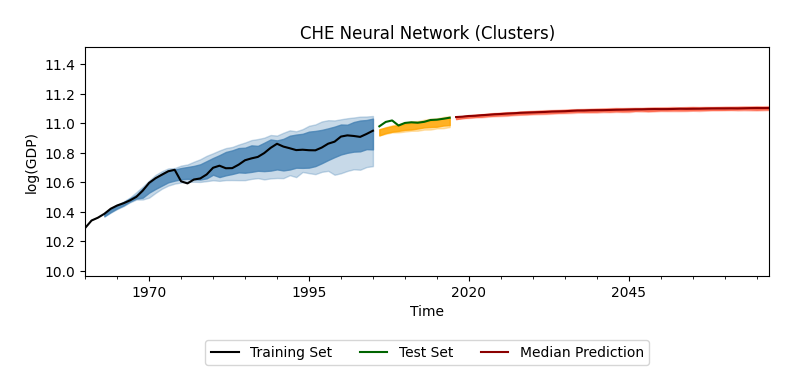 CHE Neural Network (Clusters)
11.4
11.2
11.0
10.8
10.6
10.4
10.2
10.0
log(GDP)
1970 1995 2020 2045
Time
Training Set Test Set Median Prediction